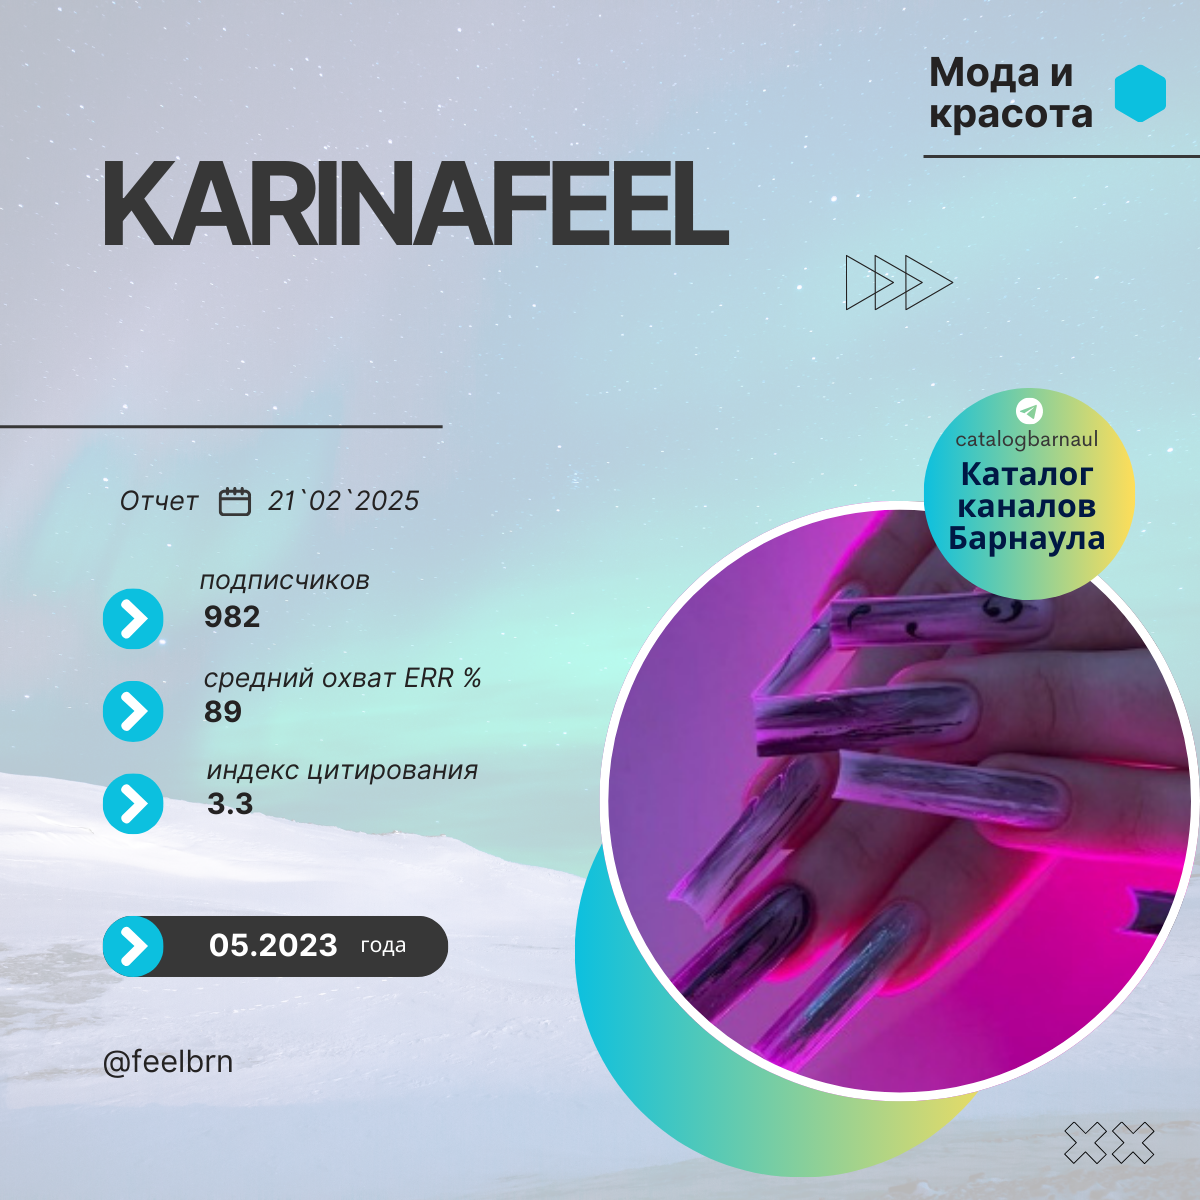 Мода и
красота
KARINAFEEL
catalogbarnaul
Каталог
каналов
Барнаула
Отчет 21`02`2025
подписчиков
982
средний охват ERR %
89
индекс цитирования
3.3
05.2023 года
@feelbrn